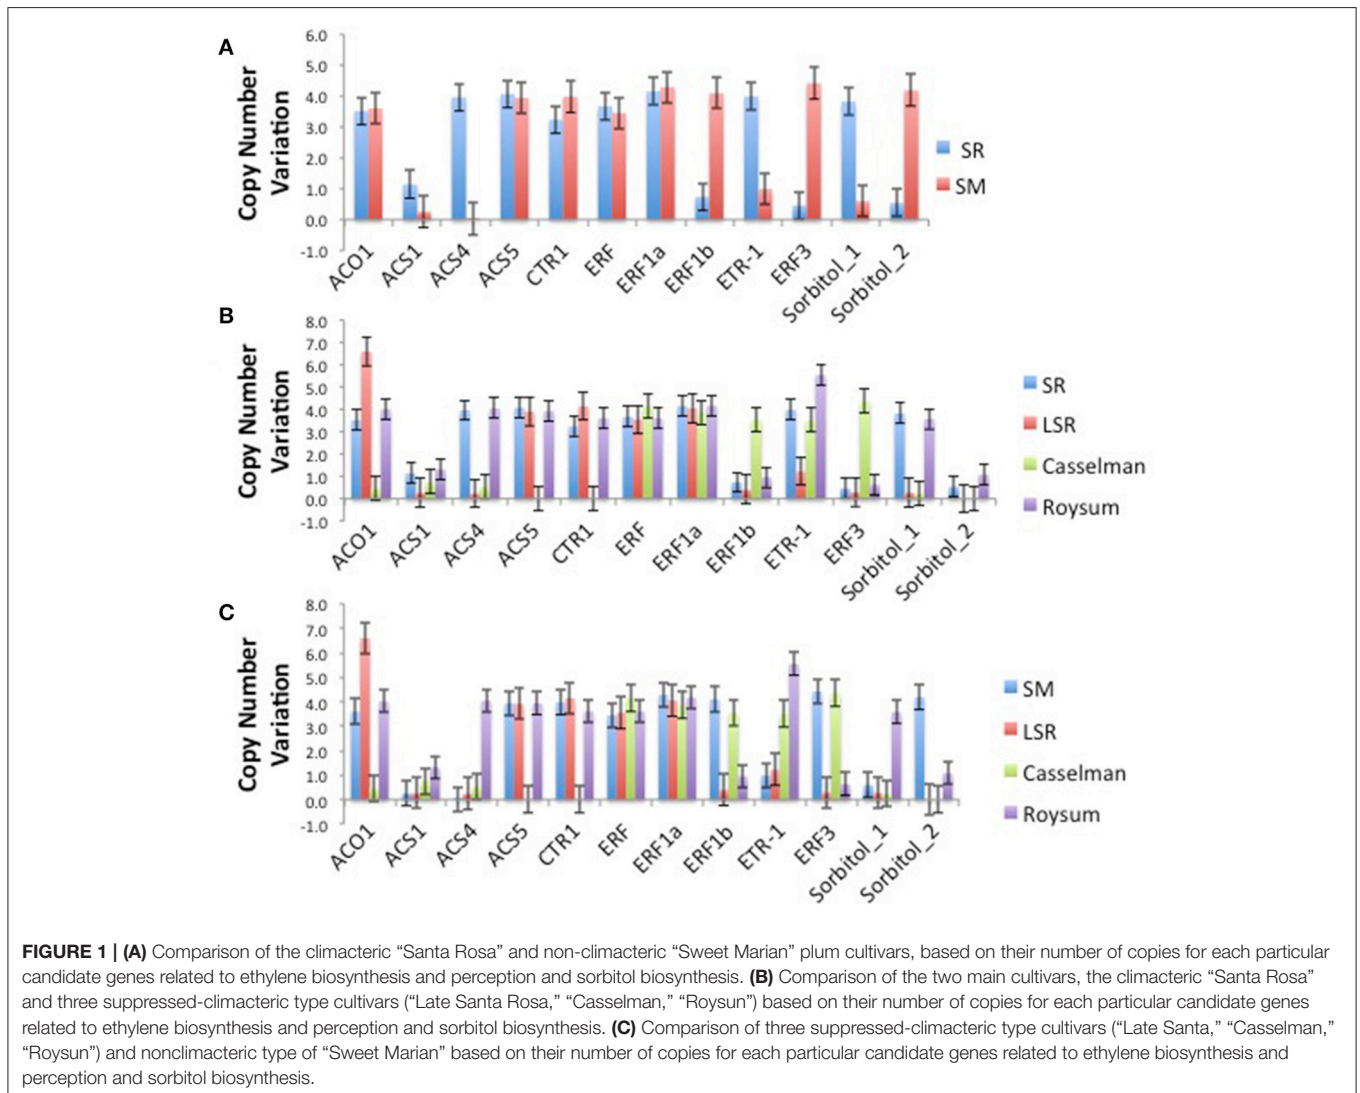 A
Copy Number
Variation
6.0
5.0
4.0
3.0
2.0
1.0
0.0
-1.0
ACO1
ACS1
ACS4
ACS5
CTR1
ERF
ERF1a
ERF1b
ETR-1
ERF3
Sorbitol_1
Sorbitol_2
SR
SM
B
Copy Number
Variation
8.0
7.0
6.0
5.0
4.0
3.0
2.0
1.0
0.0
-1.0
ACO1
ACS1
ACS4
ACS5
CTR1
ERF
ERF1a
ERF1b
ETR-1
ERF3
Sorbitol_1
Sorbitol_2
SR
LSR
Casselman
Roysum
C
Copy Number
Variation
8.0
7.0
6.0
5.0
4.0
3.0
2.0
1.0
0.0
-1.0
ACO1
ACS1
ACS4
ACS5
CTR1
ERF
ERF1a
ERF1b
ETR-1
ERF3
Sorbitol_1
Sorbitol_2
SM
LSR
Casselman
Roysum
FIGURE 1 | (A) Comparison of the climacteric “Santa Rosa” and non-climacteric “Sweet Marian” plum cultivars, based on their number of copies for each particular
candidate genes related to ethylene biosynthesis and perception and sorbitol biosynthesis. (B) Comparison of the two main cultivars, the climacteric “Santa Rosa”
and three suppressed-climacteric type cultivars (“Late Santa Rosa,” “Casselman,” “Roysun”) based on their number of copies for each particular candidate genes
related to ethylene biosynthesis and perception and sorbitol biosynthesis. (C) Comparison of three suppressed-climacteric type cultivars (“Late Santa,” “Casselman,”
“Roysun”) and nonclimacteric type of “Sweet Marian” based on their number of copies for each particular candidate genes related to ethylene biosynthesis and
perception and sorbitol biosynthesis.